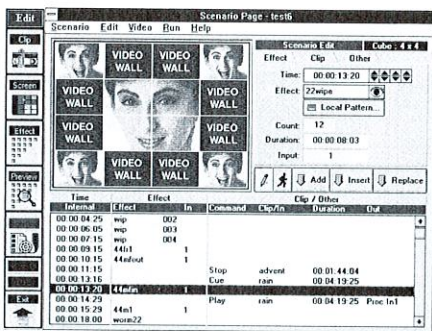 Edit
Scenario Page - test6
Scenario Edit Video Run Help
Clip
Screen
Effect
Preview
Exit
VIDEO WALL VIDEO WALL
VIDEO WALL VIDEO WALL
VIDEO WALL VIDEO WALL
VIDEO WALL VIDEO WALL
Scenario Edit Cubo : 4 x 4
Effect Clip Other
Time: 00:00:13:20
Effect: 22wipe
Local Pattern...
Count: 12
Duration: 00:00:08:03
Input: 1
Add Insert Replace
Time Effect Clip / Other
Internal Effect In Command Clip/In Duration Out
00:00:04:25 wip 002
00:00:06:05 wip 003
00:00:07:15 wip 004
00:00:09:15 44fr1 1
00:00:10:15 44mfout 1
00:00:11:15 Stop advent 00:01:44:04
00:00:13:16 Cue rain 00:04:19:25
00:00:13:20 44mfin 1
00:00:14:29 Play rain 00:04:19:25 Proc In1
00:00:15:29 44m1 1
00:00:18:00 worm22